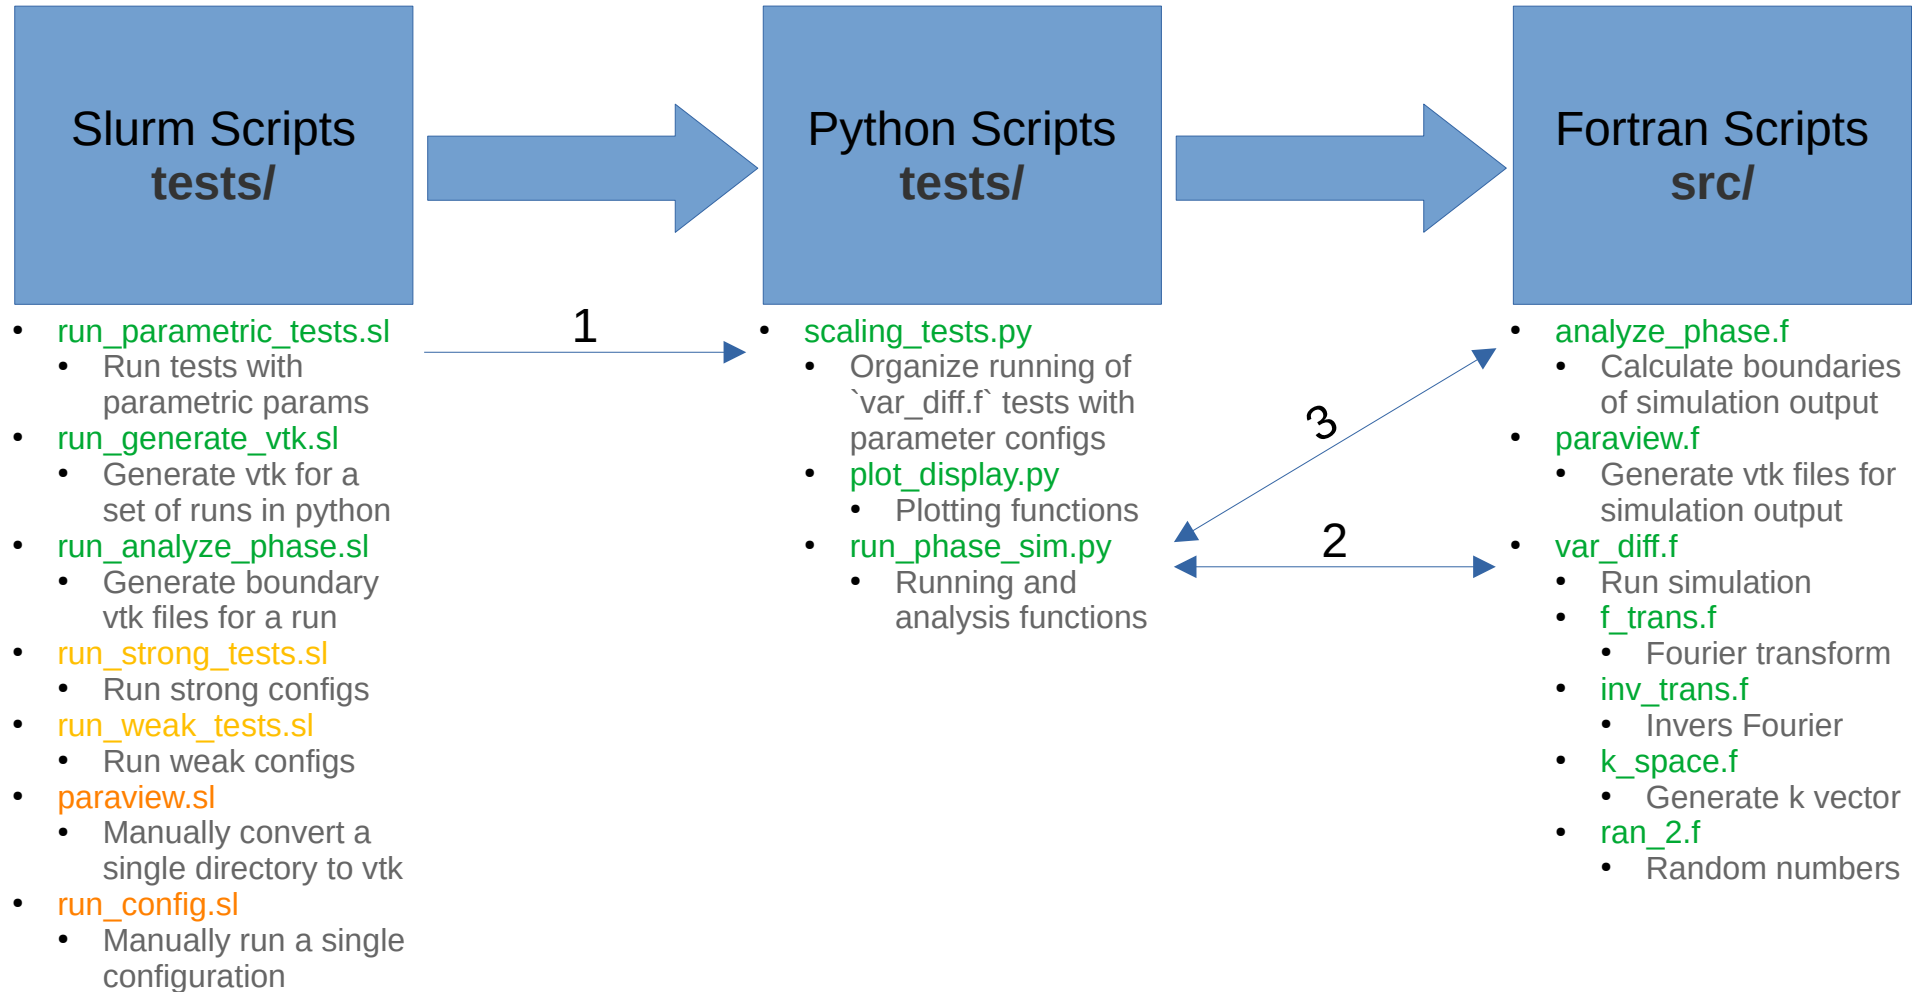 Slurm Scripts
tests/
Python Scripts
tests/
Fortran Scripts
src/
run_parametric_tests.sl
Run tests with
parametric params
run_generate_vtk.sl
Generate vtk for a
set of runs in python
run_analyze_phase.sl
Generate boundary
vtk files for a run
run_strong_tests.sl
Run strong configs
run_weak_tests.sl
Run weak configs
paraview.sl
Manually convert a
single directory to vtk
run_config.sl
Manually run a single
configuration
1
scaling_tests.py
Organize running of
`var_diff.f` tests with
parameter configs
plot_display.py
Plotting functions
run_phase_sim.py
Running and
analysis functions
3
2
analyze_phase.f
Calculate boundaries
of simulation output
paraview.f
Generate vtk files for
simulation output
var_diff.f
Run simulation
f_trans.f
Fourier transform
inv_trans.f
Invers Fourier
k_space.f
Generate k vector
ran_2.f
Random numbers